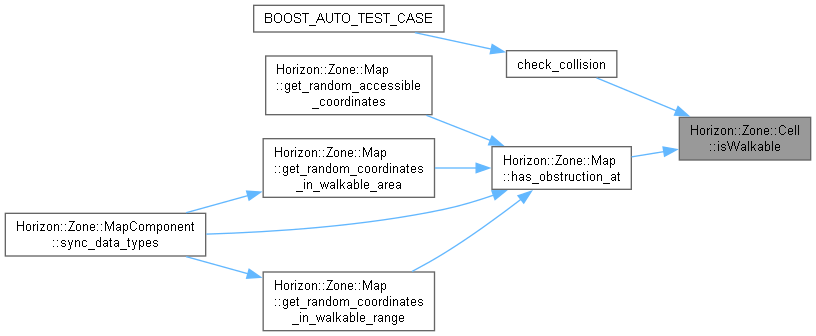 BOOST_AUTO_TEST_CASE
check_collision
Horizon::Zone::Map
::get_random_accessible
_coordinates
Horizon::Zone::Cell
::isWalkable
Horizon::Zone::Map
::get_random_coordinates
_in_walkable_area
Horizon::Zone::Map
::has_obstruction_at
Horizon::Zone::MapComponent
::sync_data_types
Horizon::Zone::Map
::get_random_coordinates
_in_walkable_range